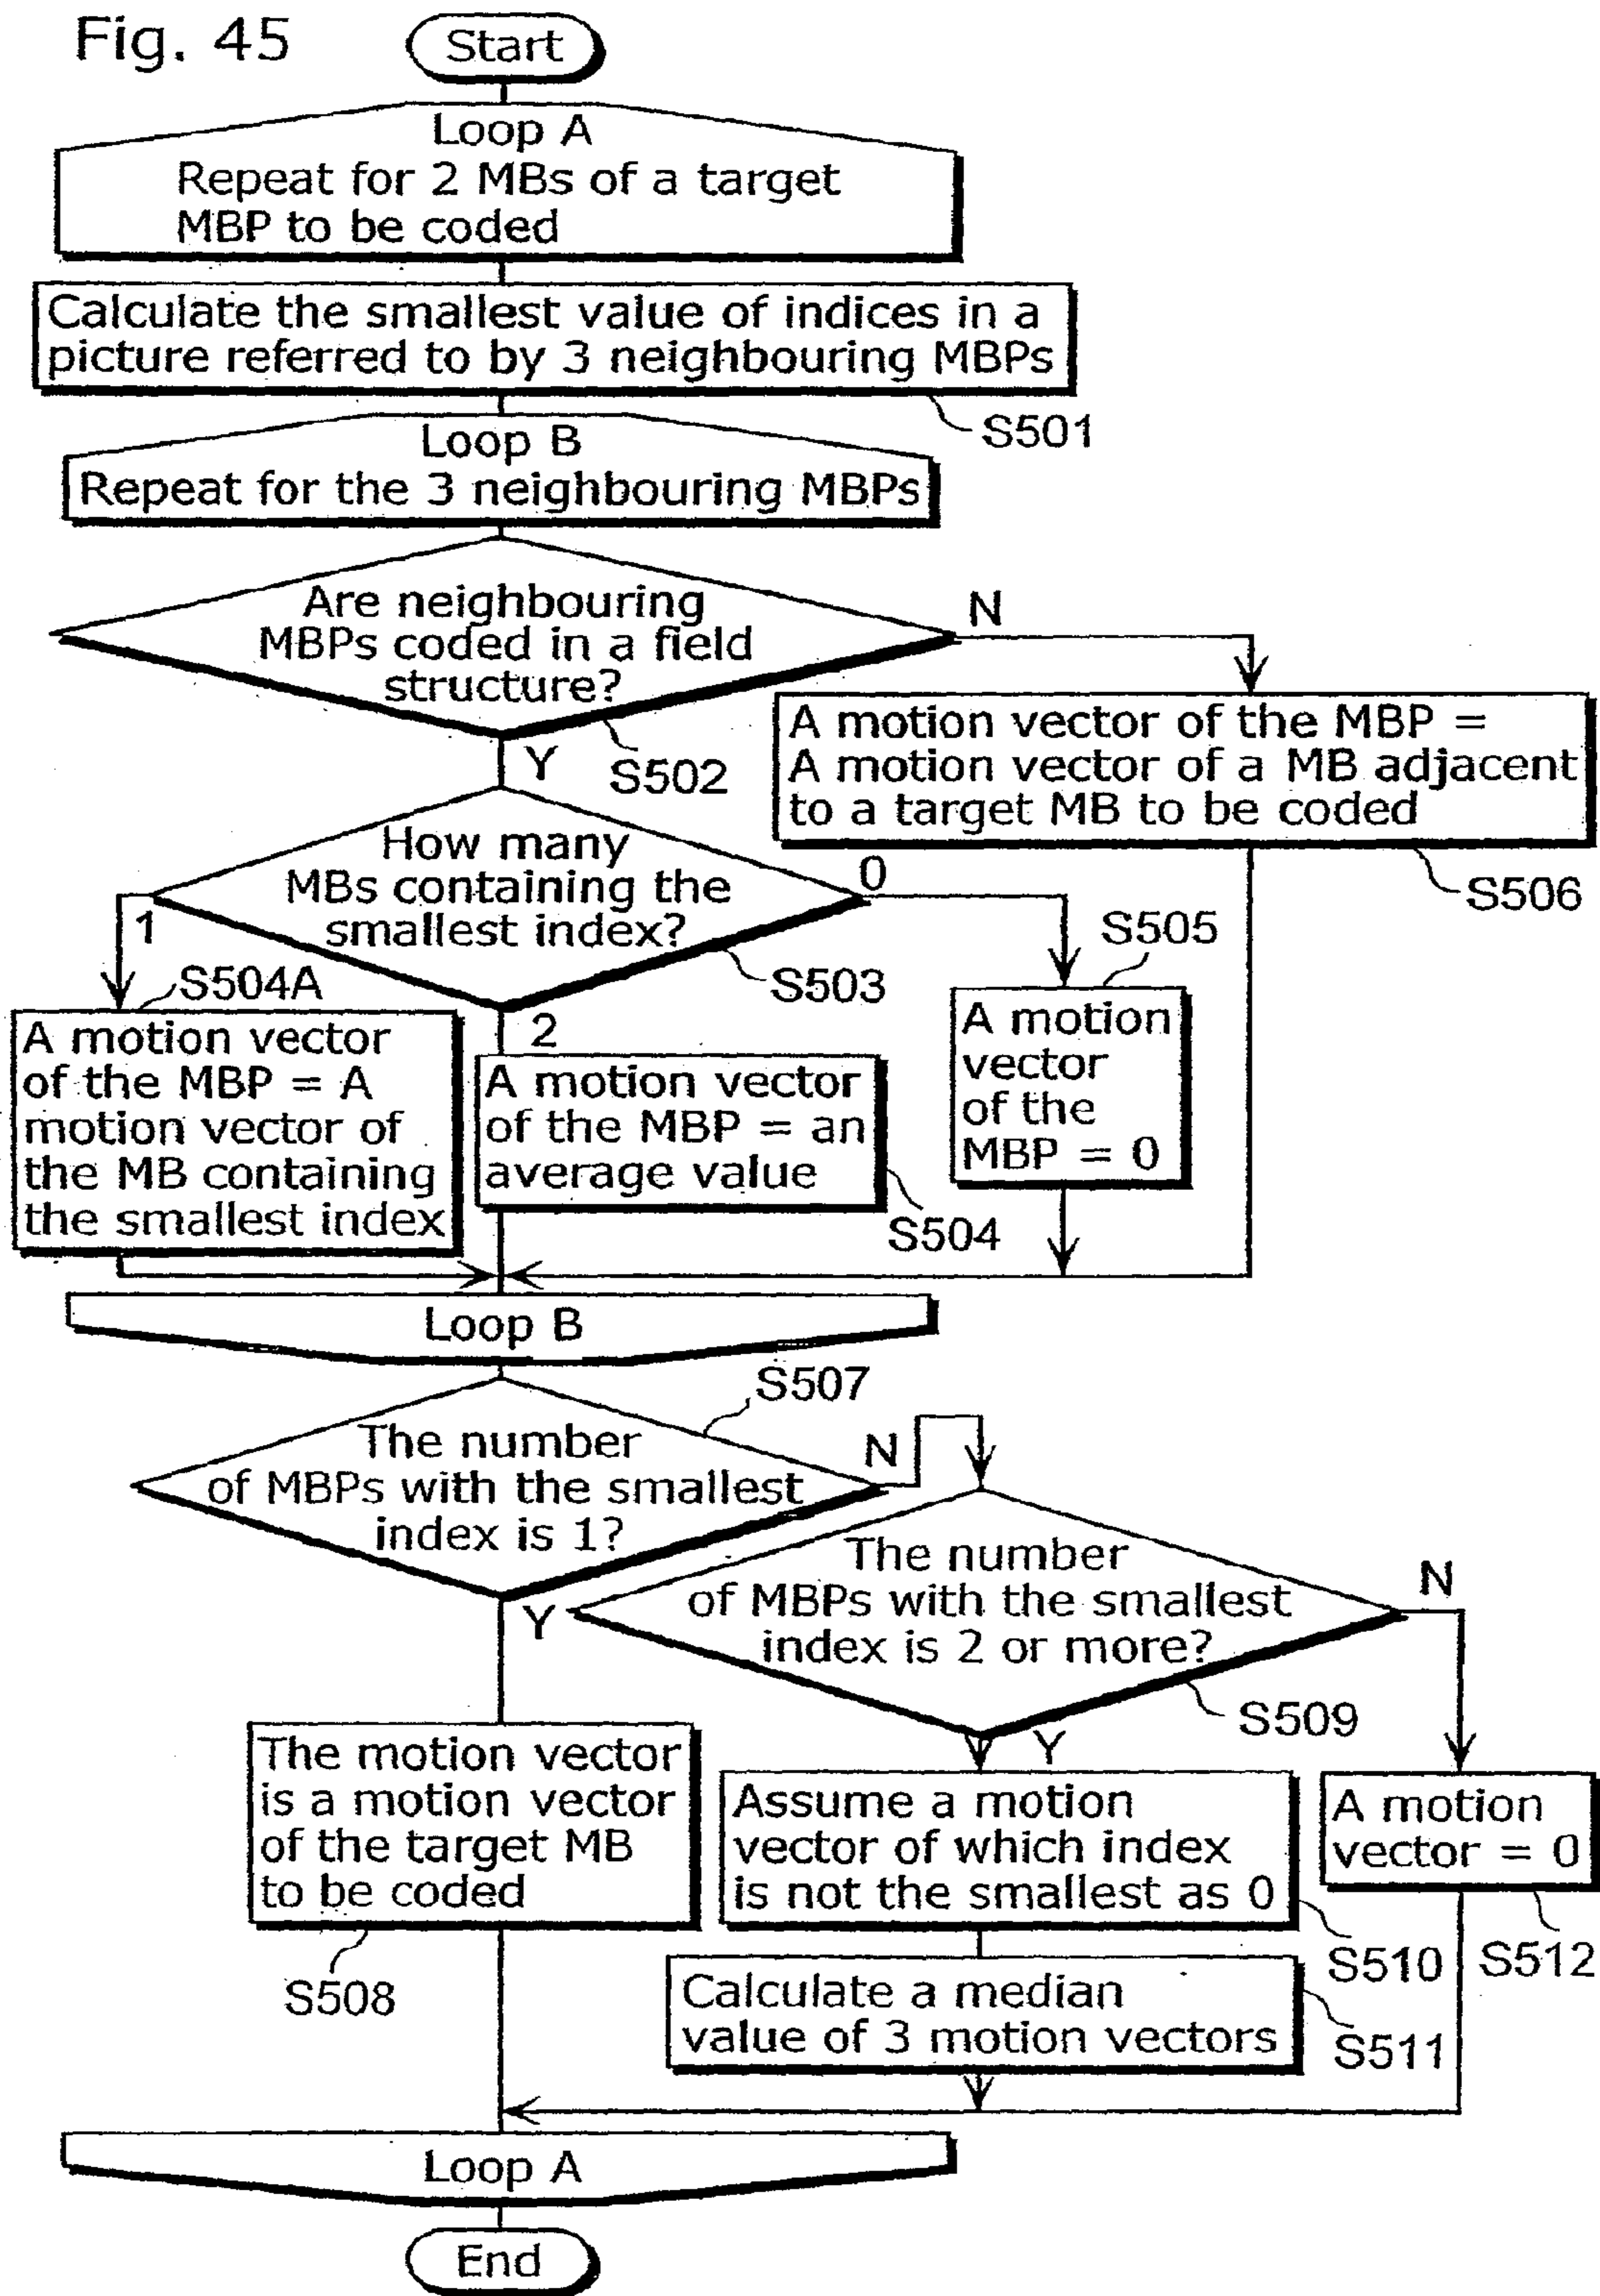 Fig. 45
Start
Loop A
Repeat for 2 MBs of a target
MBP to be coded
Calculate the smallest value of indices in a
picture referred to by 3 neighbouring MBPs
S501
Loop B
Repeat for the 3 neighbouring MBPs
Are neighbouring
MBPs coded in a field
structure?
N
Y
S502
A motion vector of the MBP =
A motion vector of a MB adjacent
to a target MB to be coded
S506
How many
MBs containing the
smallest index?
0
1
2
S503
S505
A motion
vector
of the
MBP = 0
S504A
A motion vector
of the MBP = A
motion vector of
the MB containing
the smallest index
A motion vector
of the MBP = an
average value
S504
Loop B
S507
The number
of MBPs with the smallest
index is 1?
N
Y
The number
of MBPs with the smallest
index is 2 or more?
N
S509
Y
The motion vector
is a motion vector
of the target MB
to be coded
S508
Assume a motion
vector of which index
is not the smallest as 0
S510
A motion
vector = 0
S512
Calculate a median
value of 3 motion vectors
S511
Loop A
End